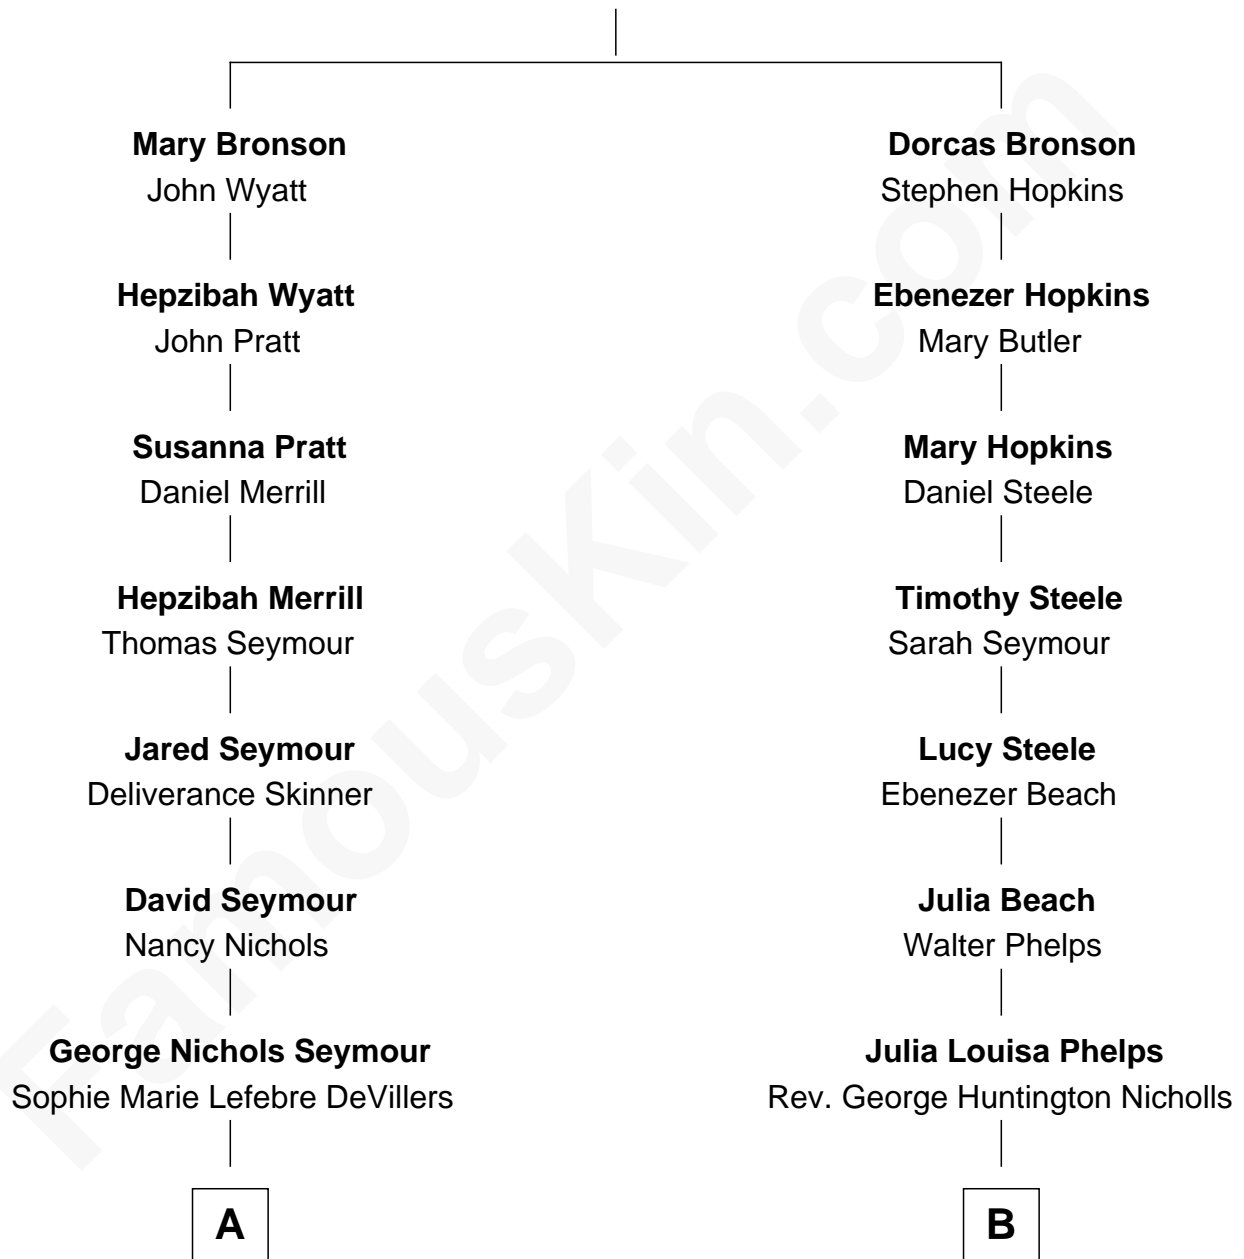 Mary Bronson
John Wyatt
Dorcas Bronson
Stephen Hopkins
Hepzibah Wyatt
John Pratt
Ebenezer Hopkins
Mary Butler
Susanna Pratt
Daniel Merrill
Mary Hopkins
Daniel Steele
Hepzibah Merrill
Thomas Seymour
Timothy Steele
Sarah Seymour
Jared Seymour
Deliverance Skinner
Lucy Steele
Ebenezer Beach
David Seymour
Nancy Nichols
Julia Beach
Walter Phelps
George Nichols Seymour
Sophie Marie Lefebre DeVillers
Julia Louisa Phelps
Rev. George Huntington Nicholls
A
B
FamousKin.com